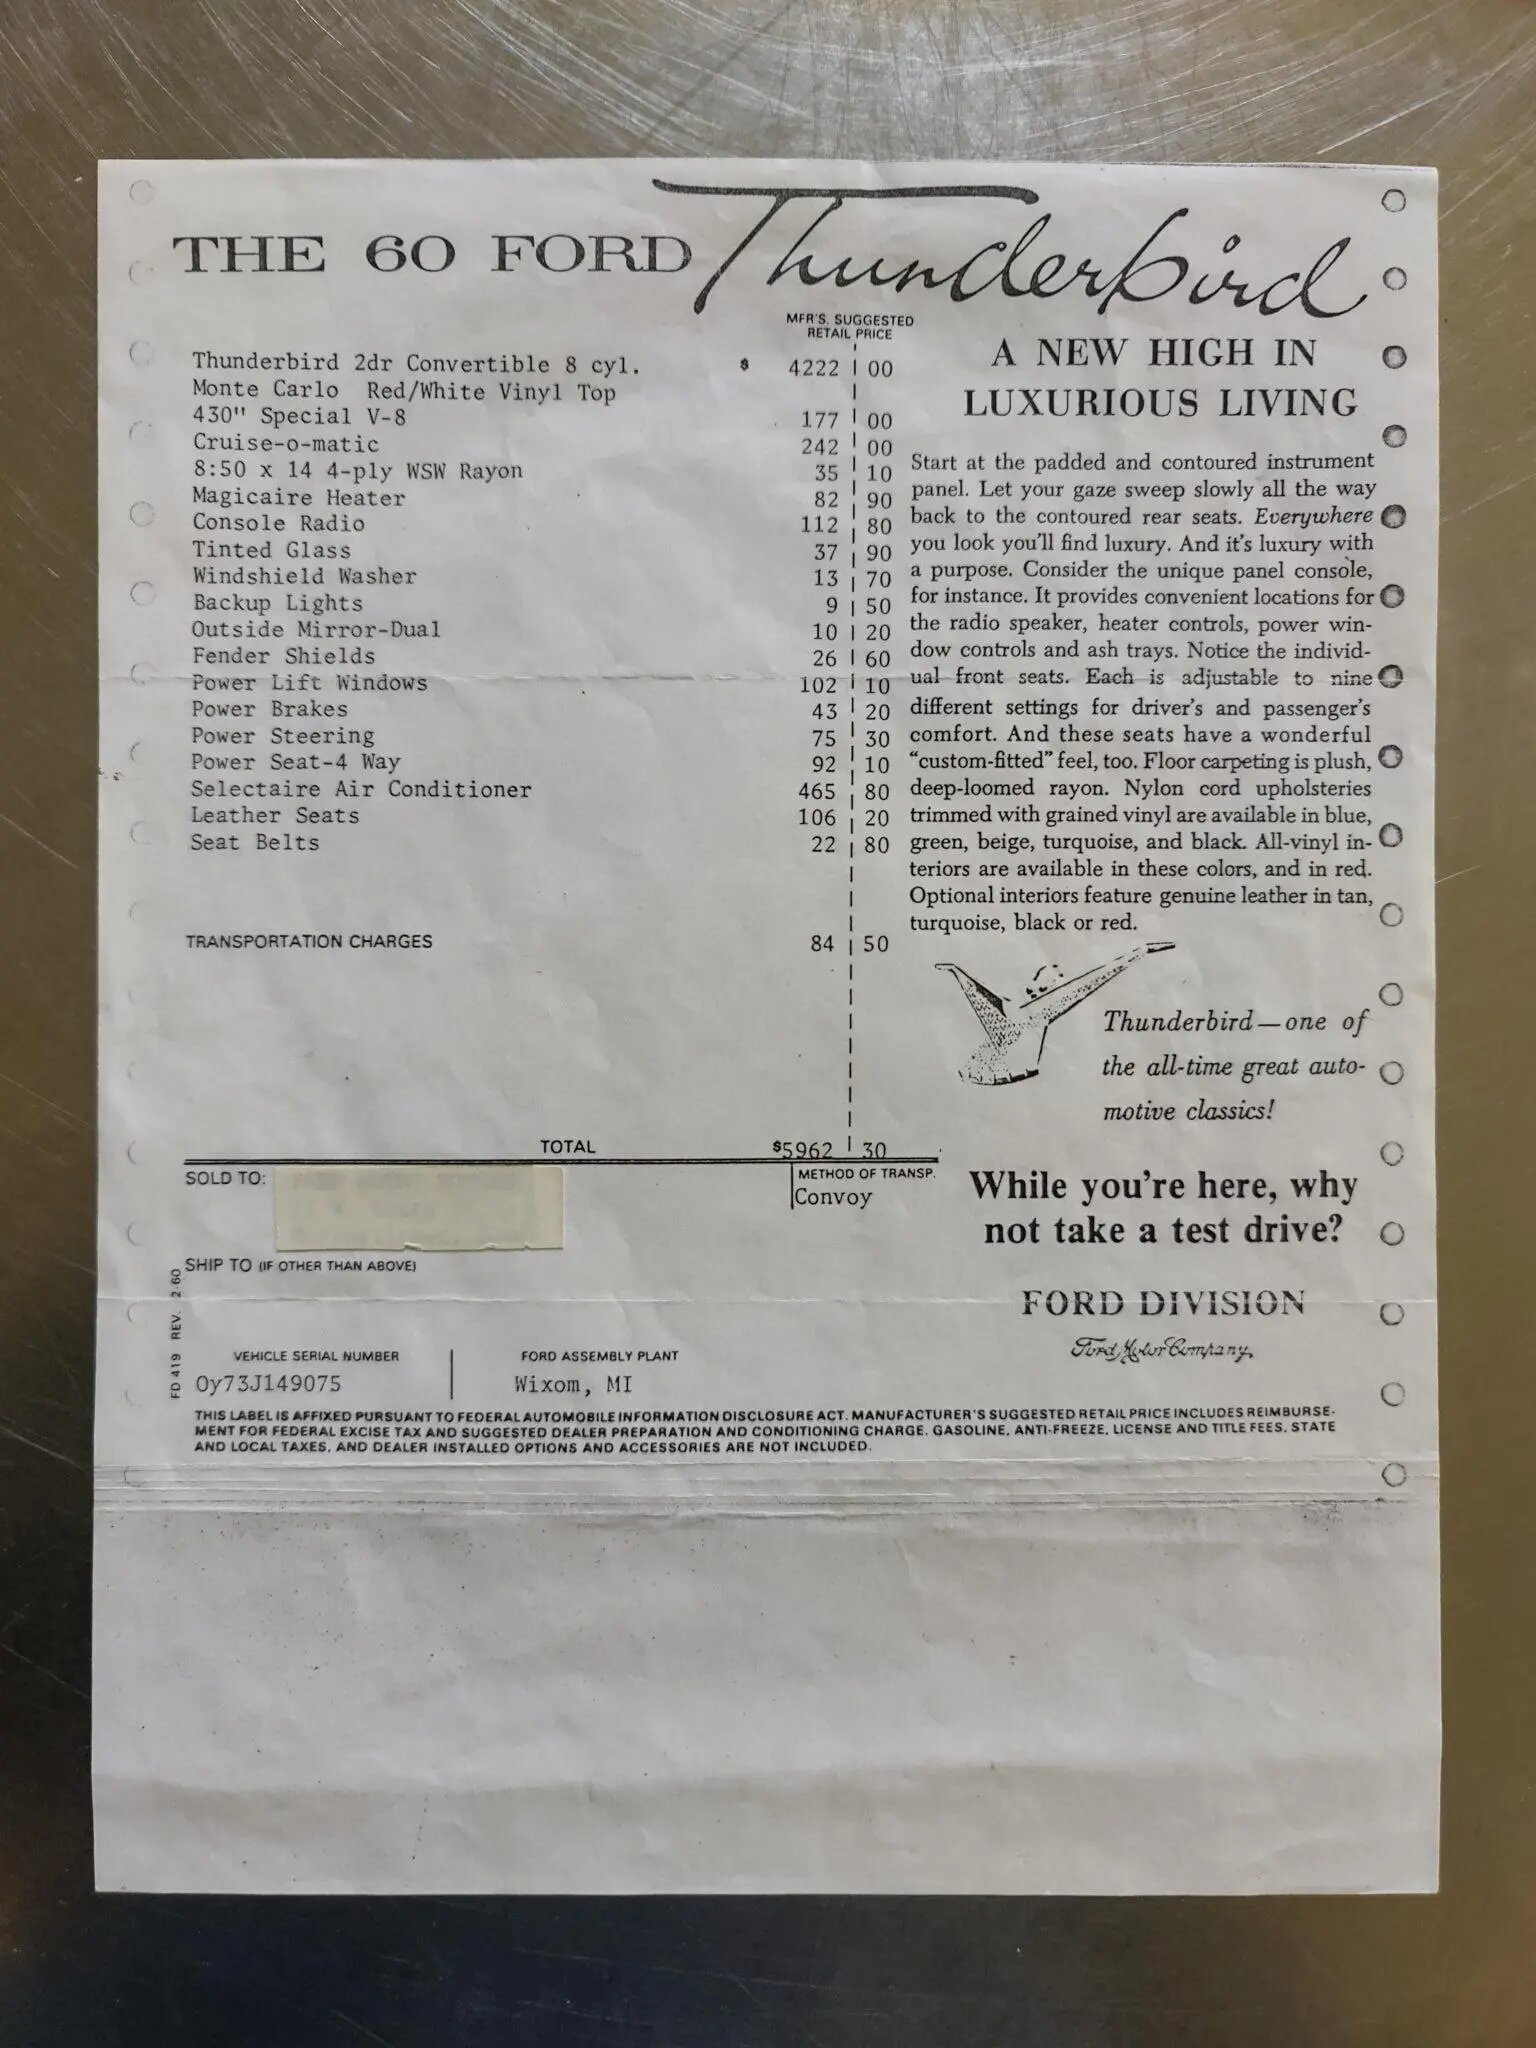 THE 60 FORD Thunderbird
MFR'S. SUGGESTED
RETAIL PRICE
Thunderbird 2dr Convertible 8 cyl. $ 4222 00
Monte Carlo Red/White Vinyl Top
430" Special V-8 177 00
Cruise-o-matic 242 00
8:50 x 14 4-ply WSW Rayon 35 10
Magicaire Heater 82 90
Console Radio 112 80
Tinted Glass 37 90
Windshield Washer 13 70
Backup Lights 9 50
Outside Mirror-Dual 10 20
Fender Shields 26 60
Power Lift Windows 102 10
Power Brakes 43 20
Power Steering 75 30
Power Seat-4 Way 92 10
Selectaire Air Conditioner 465 80
Leather Seats 106 20
Seat Belts 22 80
TRANSPORTATION CHARGES 84 50
TOTAL $5962 30
SOLD TO:
METHOD OF TRANSP.
Convoy
SHIP TO (IF OTHER THAN ABOVE)
FD 419 REV. 2-60
VEHICLE SERIAL NUMBER
0y73J149075
FORD ASSEMBLY PLANT
Wixom, MI
A NEW HIGH IN
LUXURIOUS LIVING
Start at the padded and contoured instrument
panel. Let your gaze sweep slowly all the way
back to the contoured rear seats. Everywhere
you look you'll find luxury. And it's luxury with
a purpose. Consider the unique panel console,
for instance. It provides convenient locations for
the radio speaker, heater controls, power win-
dow controls and ash trays. Notice the individ-
ual front seats. Each is adjustable to nine
different settings for driver's and passenger's
comfort. And these seats have a wonderful
"custom-fitted" feel, too. Floor carpeting is plush,
deep-loomed rayon. Nylon cord upholsteries
trimmed with grained vinyl are available in blue,
green, beige, turquoise, and black. All-vinyl in-
teriors are available in these colors, and in red.
Optional interiors feature genuine leather in tan,
turquoise, black or red.
Thunderbird—one of
the all-time great auto-
motive classics!
While you're here, why
not take a test drive?
FORD DIVISION
Ford Motor Company,
THIS LABEL IS AFFIXED PURSUANT TO FEDERAL AUTOMOBILE INFORMATION DISCLOSURE ACT. MANUFACTURER'S SUGGESTED RETAIL PRICE INCLUDES REIMBURSE-
MENT FOR FEDERAL EXCISE TAX AND SUGGESTED DEALER PREPARATION AND CONDITIONING CHARGE. GASOLINE, ANTI-FREEZE, LICENSE AND TITLE FEES, STATE
AND LOCAL TAXES, AND DEALER INSTALLED OPTIONS AND ACCESSORIES ARE NOT INCLUDED.